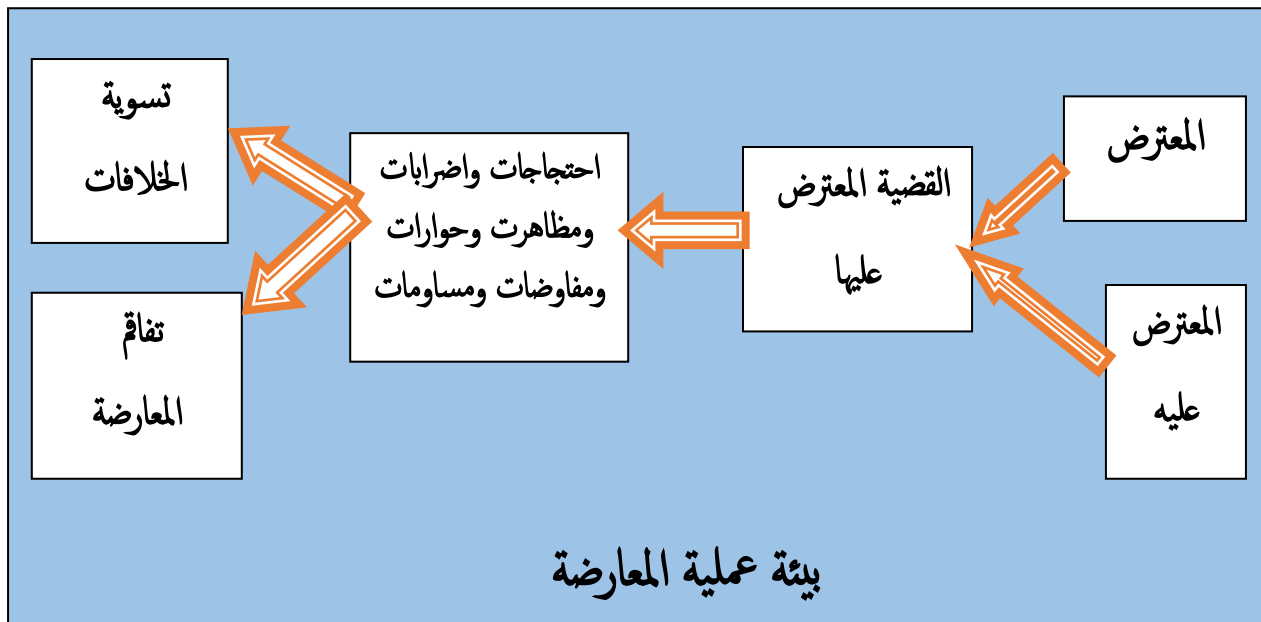 المعترض
المعترض
عليه
القضية المعترض
عليها
احتجاجات واضرابات
ومظاهرت وحوارات
ومفاوضات ومساومات
تسوية
الخلافات
تفاقم
المعارضة
بيئة عملية المعارضة